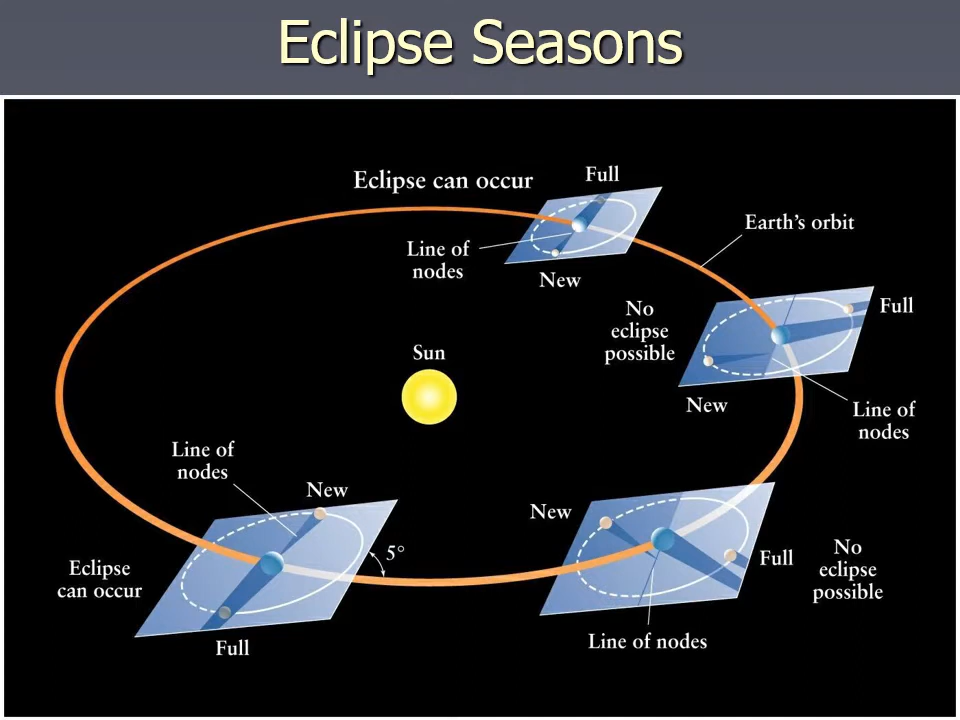 Eclipse Seasons
Eclipse can occur
Full
Line of
nodes
New
Earth's orbit
No
eclipse
possible
Full
New
Line of
nodes
Sun
Line of
nodes
New
5°
Eclipse
can occur
Full
New
Full
No
eclipse
possible
Line of nodes